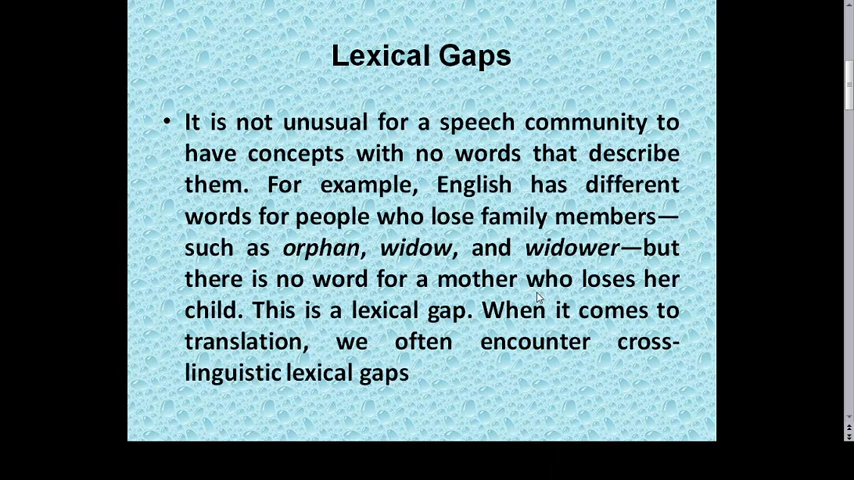 Lexical Gaps
• It is not unusual for a speech community to
have concepts with no words that describe
them. For example, English has different
words for people who lose family members—
such as orphan, widow, and widower—but
there is no word for a mother who loses her
child. This is a lexical gap. When it comes to
translation, we often encounter cross-
linguistic lexical gaps